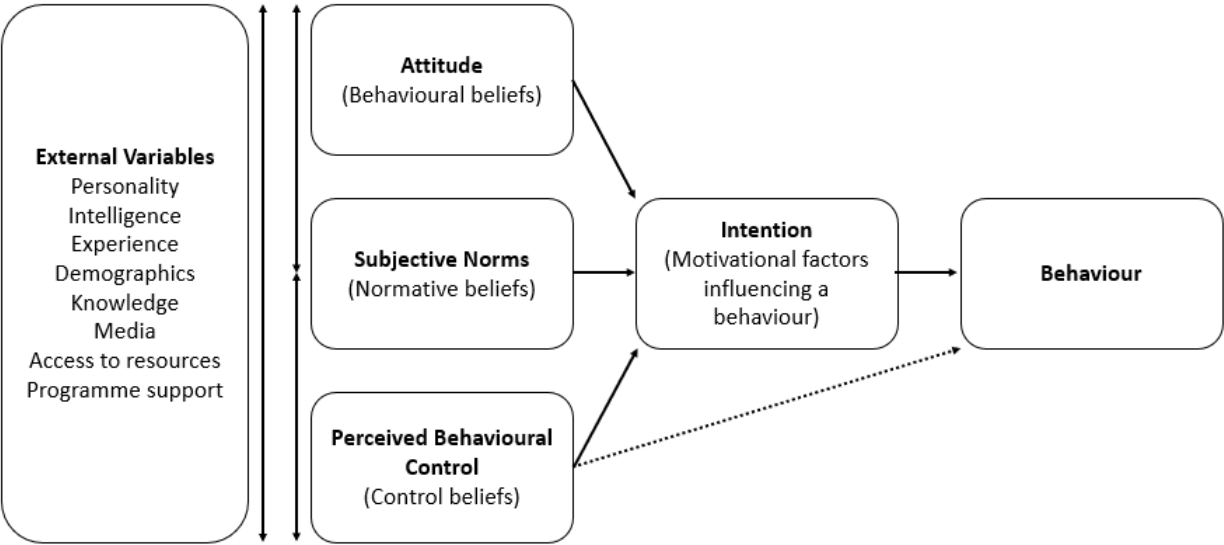 External Variables
Personality
Intelligence
Experience
Demographics
Knowledge
Media
Access to resources
Programme support
Attitude
(Behavioural beliefs)
Subjective Norms
(Normative beliefs)
Perceived Behavioural
Control
(Control beliefs)
Intention
(Motivational factors
influencing a
behaviour)
Behaviour